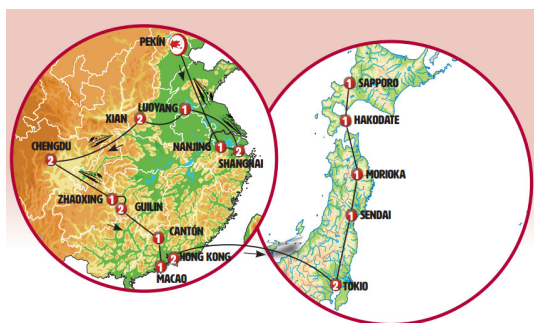 PEKÍN
LUOYANG
1
XIAN
2
CHENGDU
2
NANJING
1
2
SHANGHAI
ZHAOXING
1
2
GUILIN
CANTÓN
1
2
HONG KONG
1
MACAO
1
SAPPORO
1
HAKODATE
1
MORIOKA
1
SENDAI
2
TOKIO